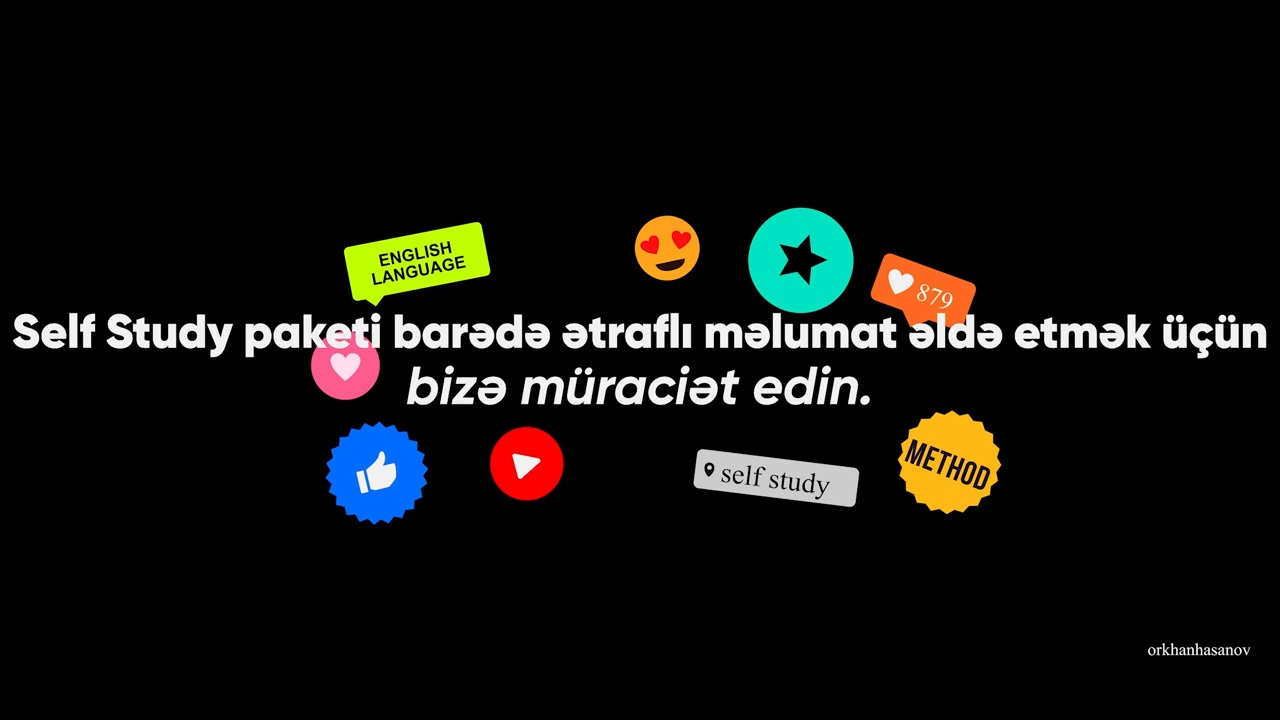 ENGLISH
LANGUAGE
879
Self Study paketi barədə ətraflı məlumat əldə etmək üçün
bizə müraciət edin.
self study
METHOD
orkhanhasanov